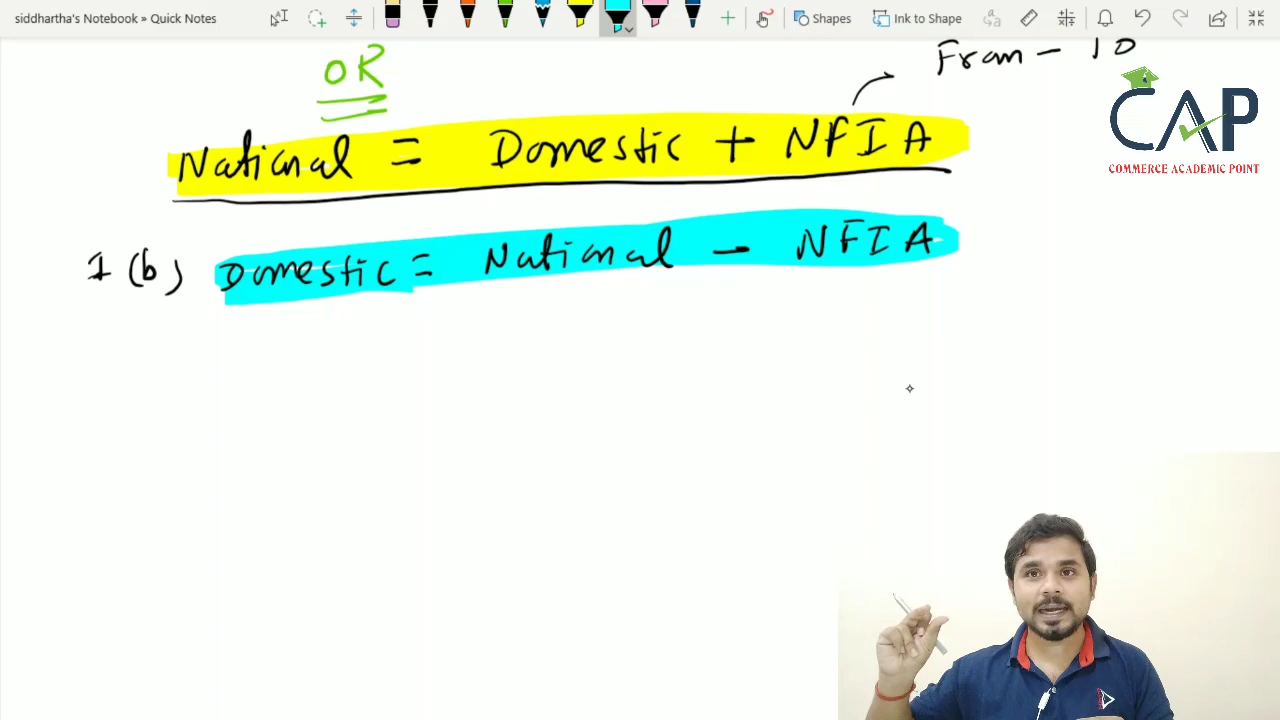 siddhartha's Notebook » Quick Notes
Shapes
Ink to Shape
OR
From - 10
CAP
COMMERCE ACADEMIC POINT
National = Domestic + NFIA
1 (b) Domestic = National - NFIA